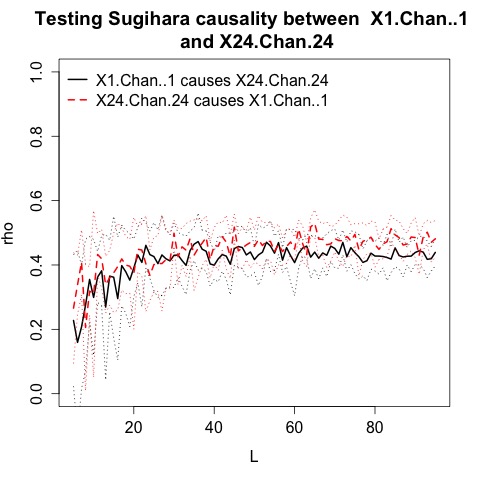 Testing Sugihara causality between  X1.Chan..1
and X24.Chan.24
X1.Chan..1 causes X24.Chan.24
X24.Chan.24 causes X1.Chan..1
rho
1.0
0.8
0.6
0.4
0.2
0.0
20 40 60 80
L